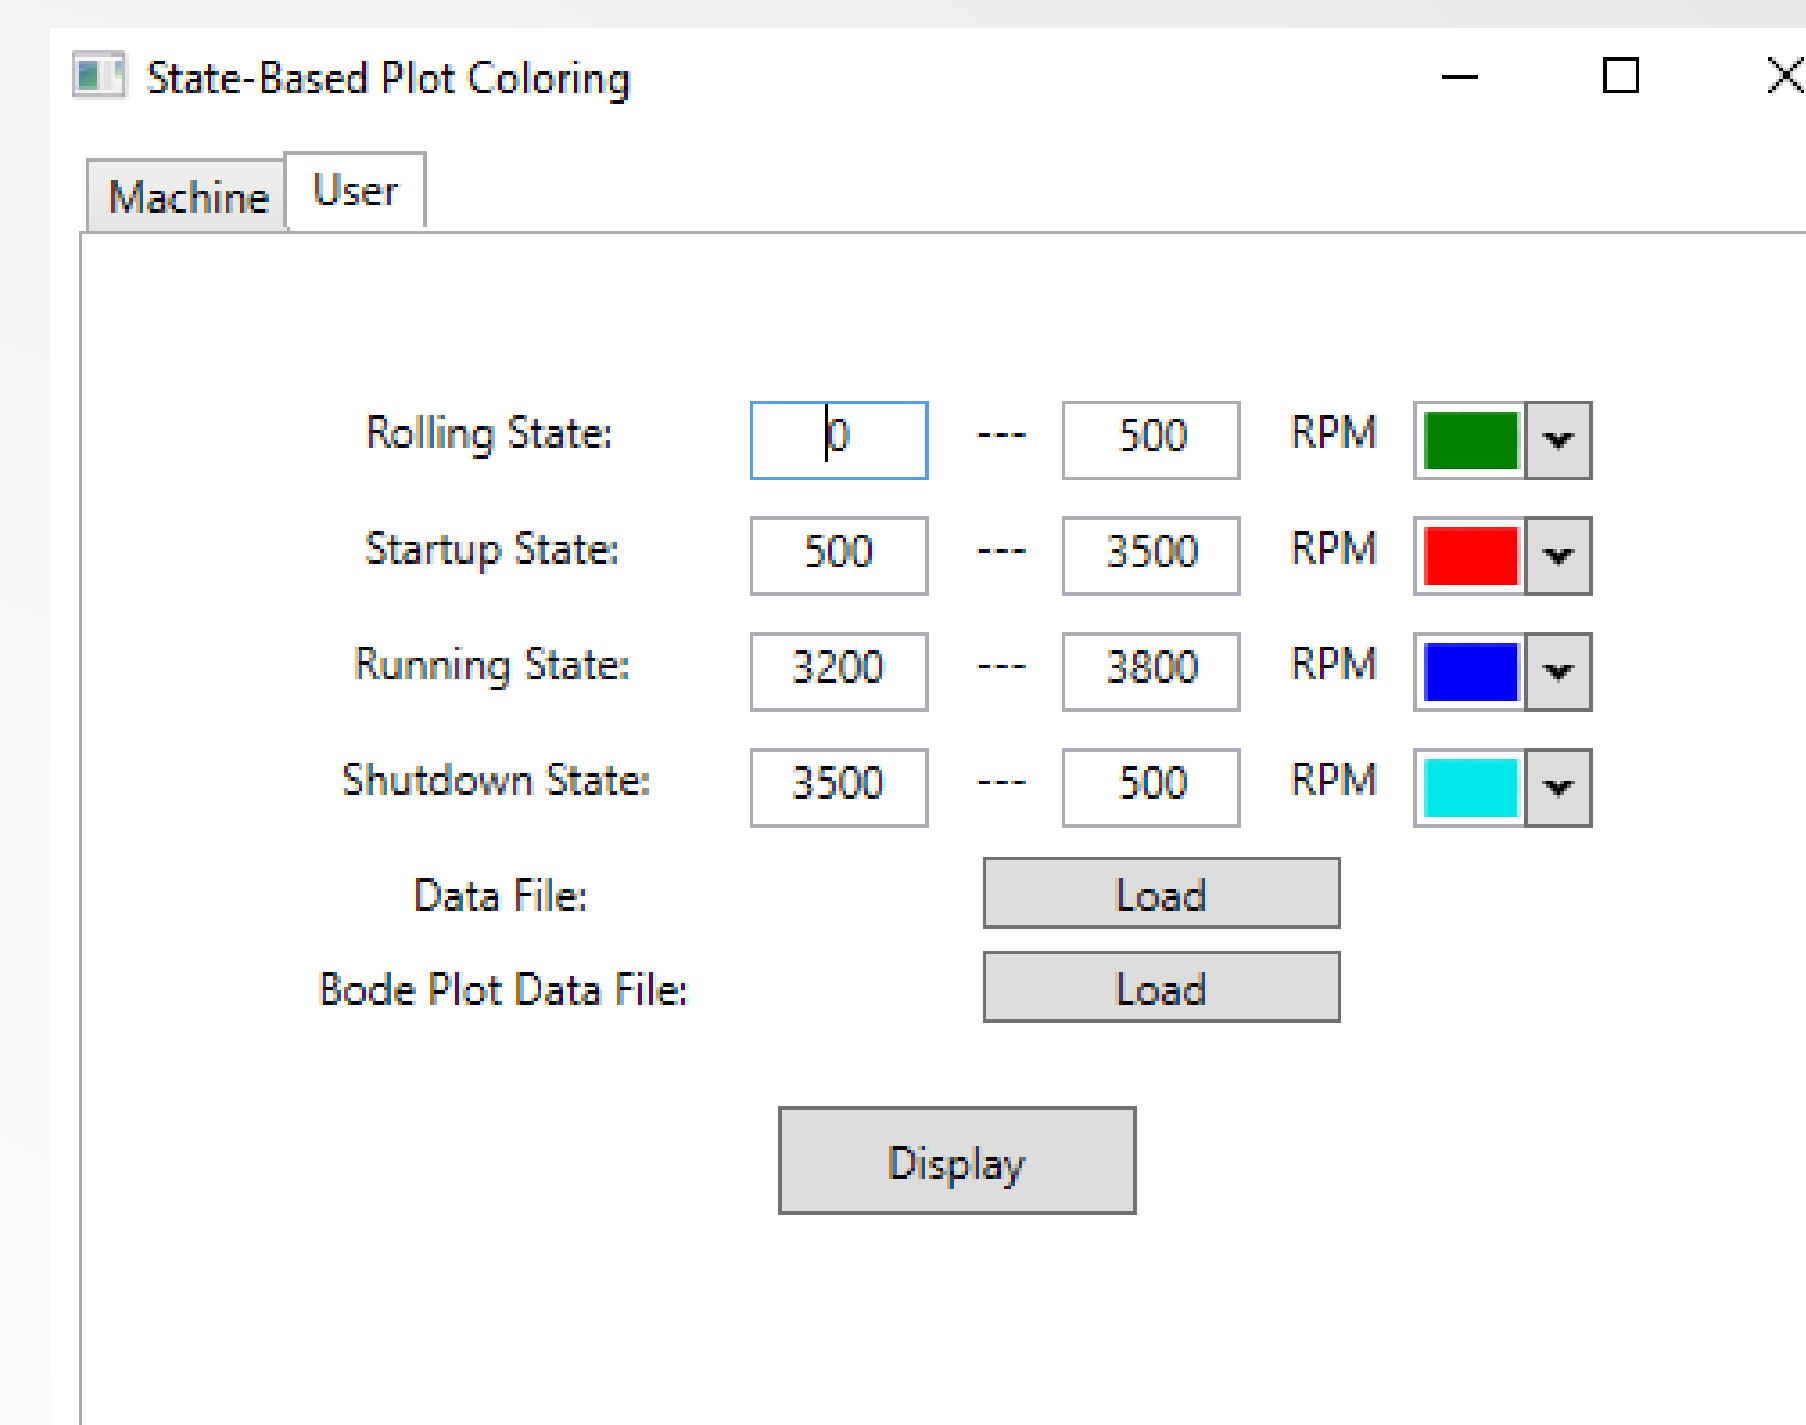 State-Based Plot Coloring
Machine User
Rolling State: 0 --- 500 RPM
Startup State: 500 --- 3500 RPM
Running State: 3200 --- 3800 RPM
Shutdown State: 3500 --- 500 RPM
Data File: Load
Bode Plot Data File: Load
Display